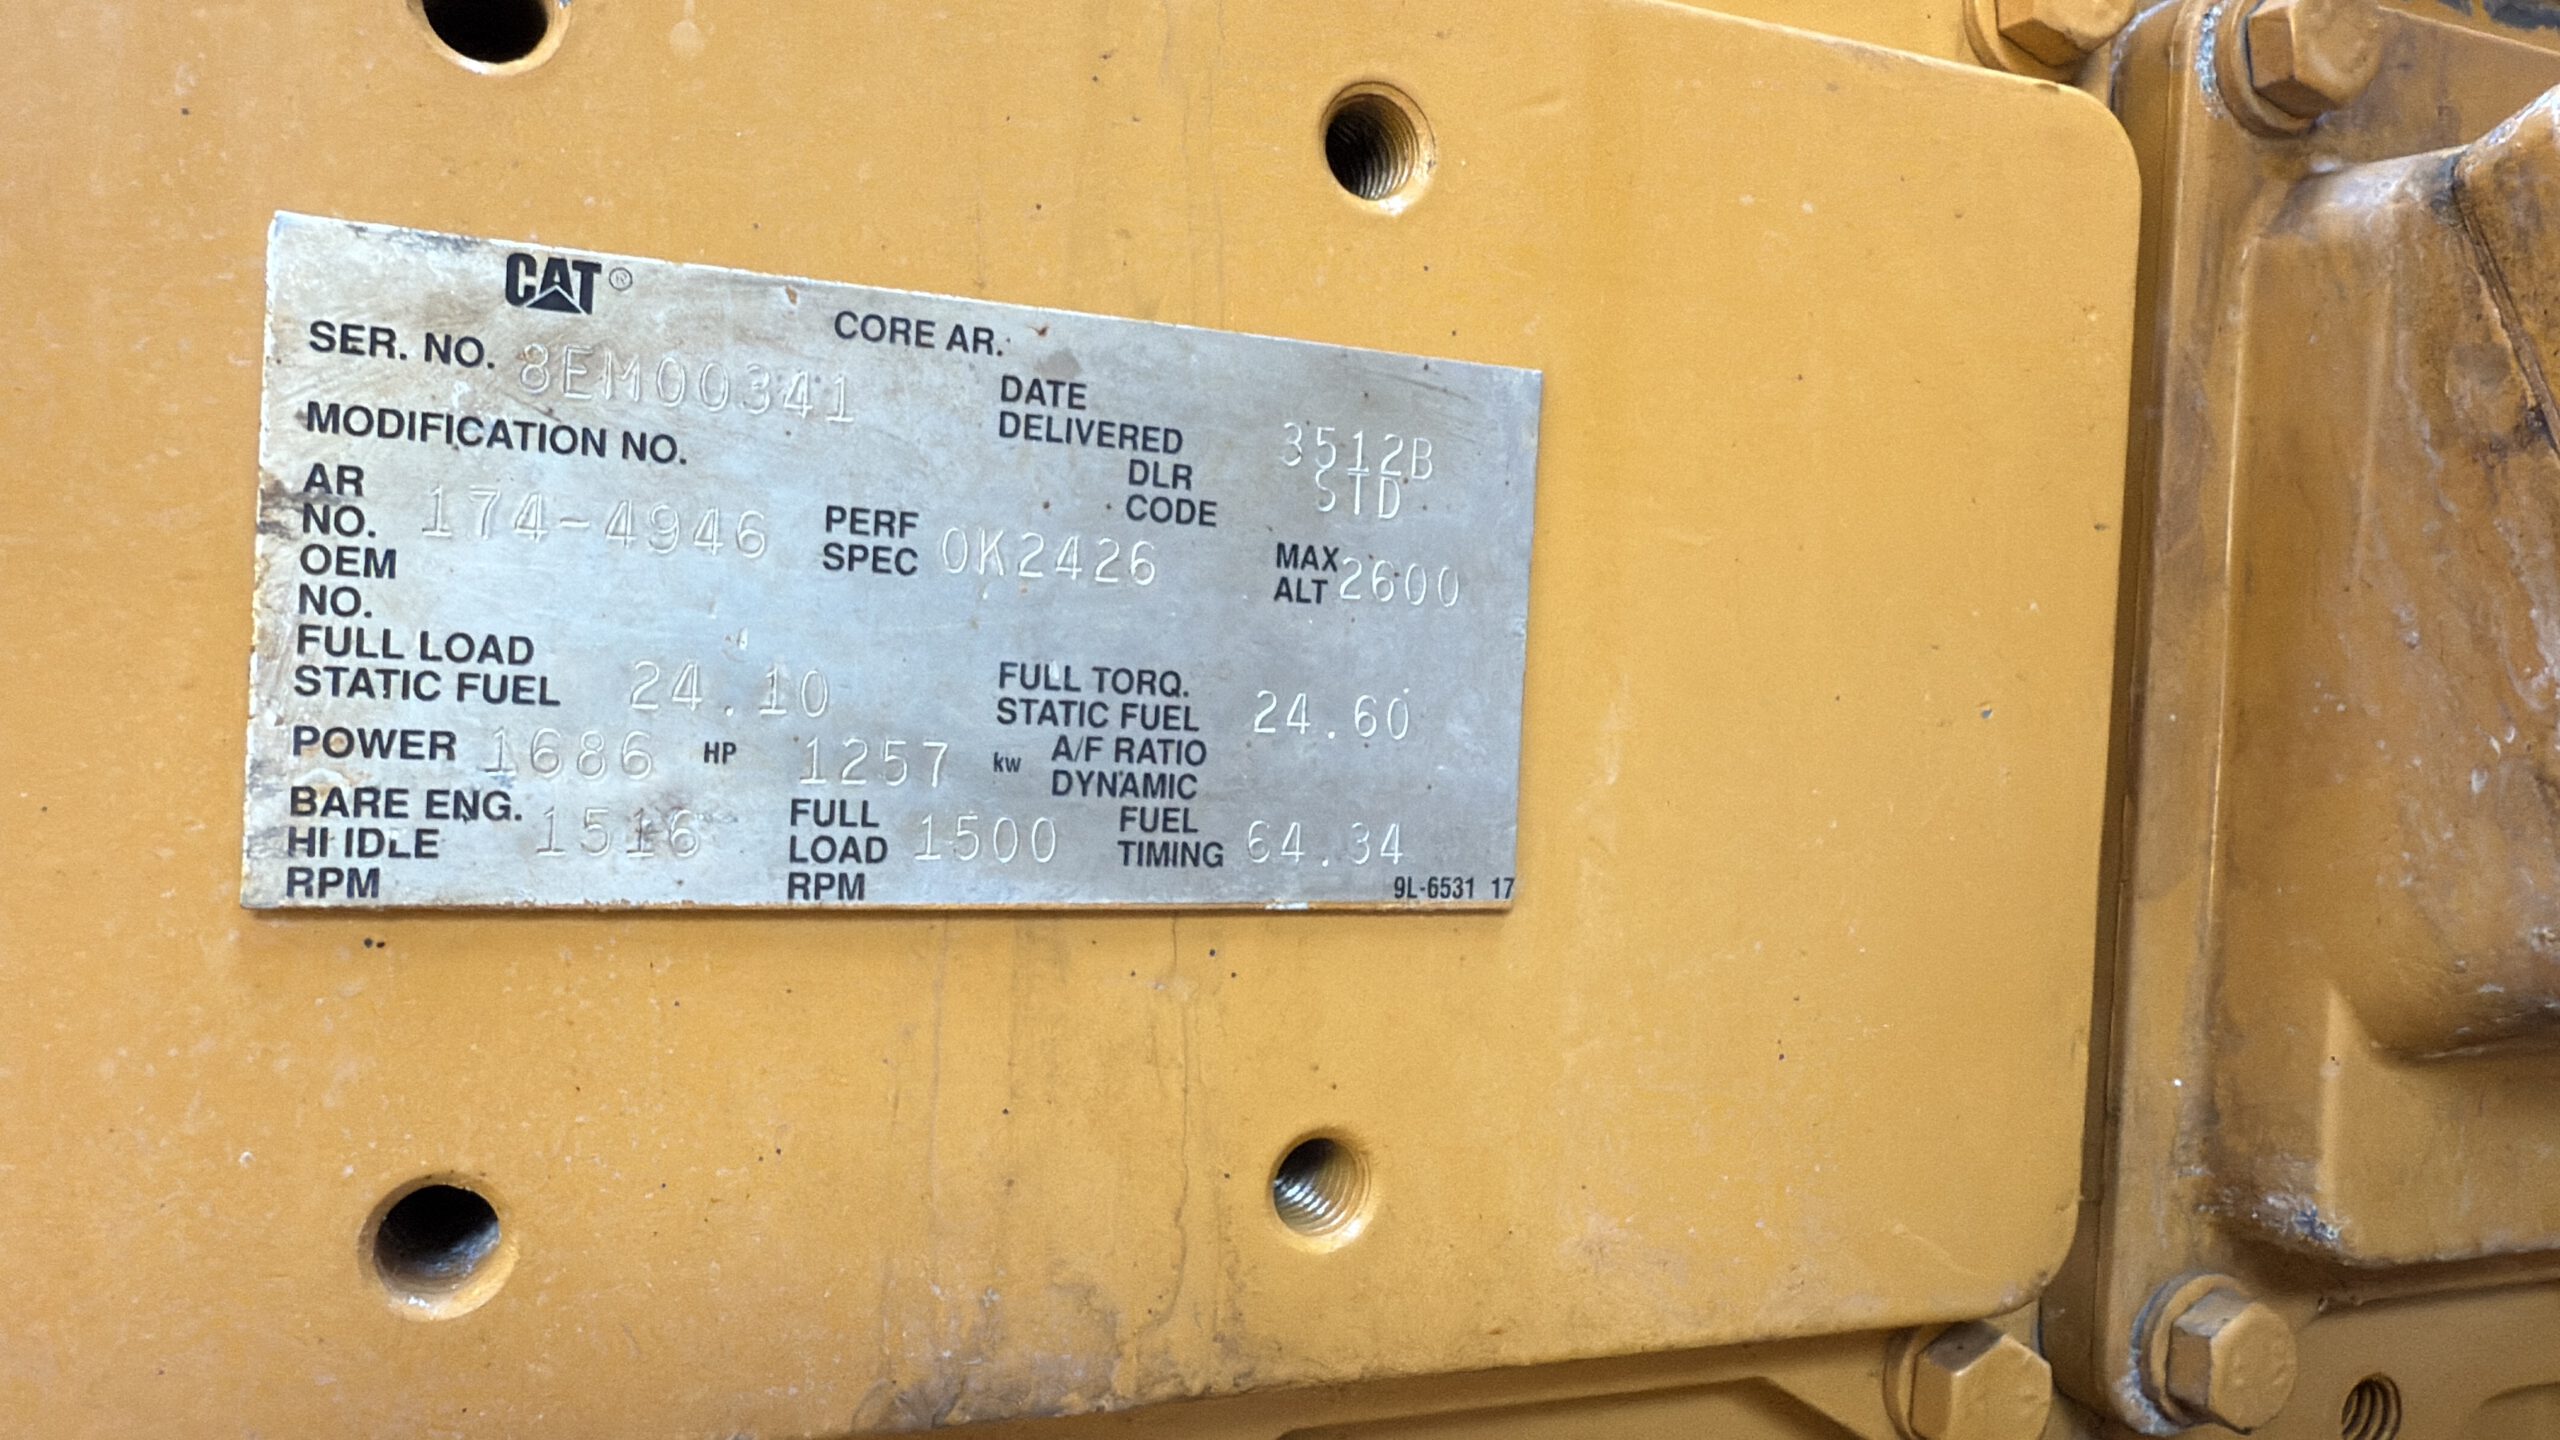 CAT®
CORE AR.
SER. NO. 8EM00341
DATE
DELIVERED
3512B
MODIFICATION NO.
DLR
CODE
STD
AR
NO. 174-4946
PERF
SPEC 0K2426
MAX
ALT 2600
OEM
NO.
FULL LOAD
STATIC FUEL 24.10
FULL TORQ.
STATIC FUEL 24.60
POWER 1686 HP 1257 kw
A/F RATIO
DYNAMIC
BARE ENG.
HI IDLE
RPM
1516
FULL
LOAD
RPM
1500
FUEL
TIMING 64.34
9L-6531 17